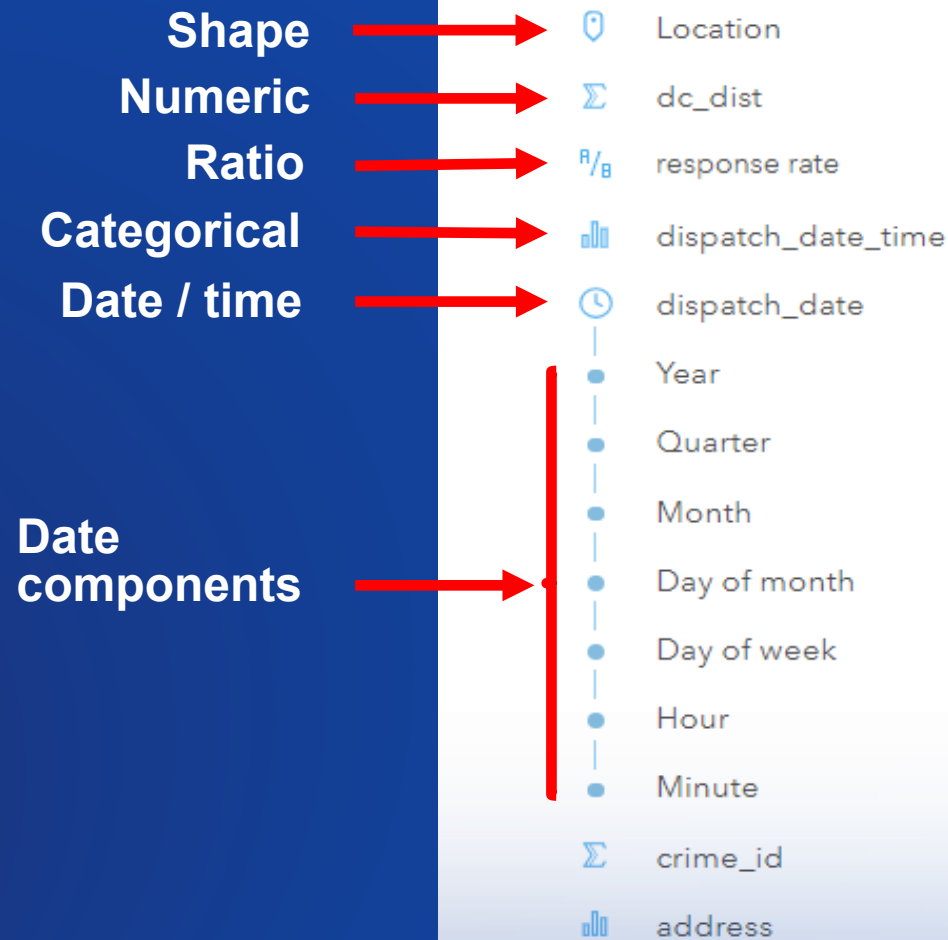 Shape Location
Numeric Σ dc_dist
Ratio A/B response rate
Categorical dispatch_date_time
Date / time dispatch_date
Year
Quarter
Month
Date
components
Day of month
Day of week
Hour
Minute
Σ crime_id
address